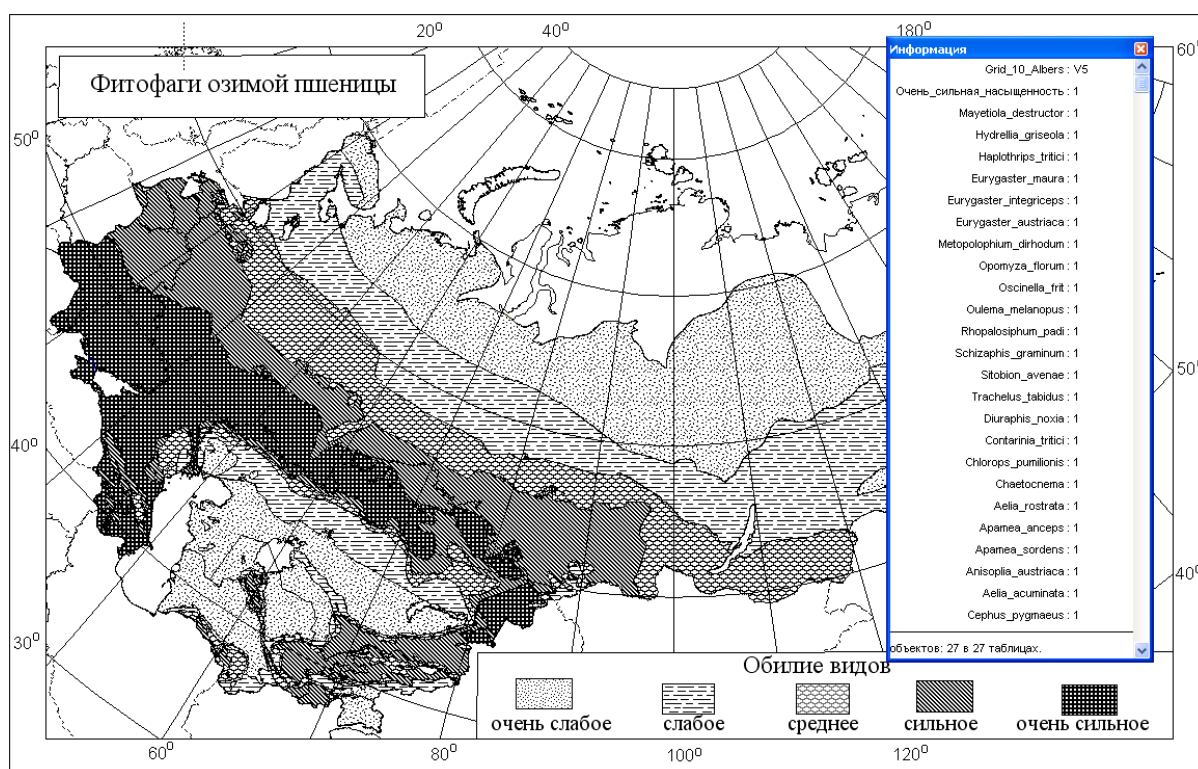 20⁰ 40⁰ 180⁰
Фитофаги озимой пшеницы
60⁰
50⁰
40⁰
30⁰
50⁰
40⁰
60⁰ 80⁰ 100⁰ 120⁰
Информация
Grid_10_Albers : V5
Очень_сильная_насыщенность : 1
Mayetiola_destructor : 1
Hydrellia_griseola : 1
Haplothrips_tritici : 1
Eurygaster_maura : 1
Eurygaster_integriceps : 1
Eurygaster_austriaca : 1
Metopolophium_dirhodum : 1
Opomyza_florum : 1
Oscinella_frit : 1
Oulema_melanopus : 1
Rhopalosiphum_padi : 1
Schizaphis_graminum : 1
Sitobion_avenae : 1
Trachelus_tabidus : 1
Diuraphis_noxia : 1
Contarinia_tritici : 1
Chlorops_pumilionis : 1
Chaetocnema : 1
Aelia_rostrata : 1
Apamea_anceps : 1
Apamea_sordens : 1
Anisoplia_austriaca : 1
Aelia_acuminata : 1
Cephus_pygmaeus : 1
объектов: 27 в 27 таблицах.
Обилие видов
очень слабое слабое среднее сильное очень сильное